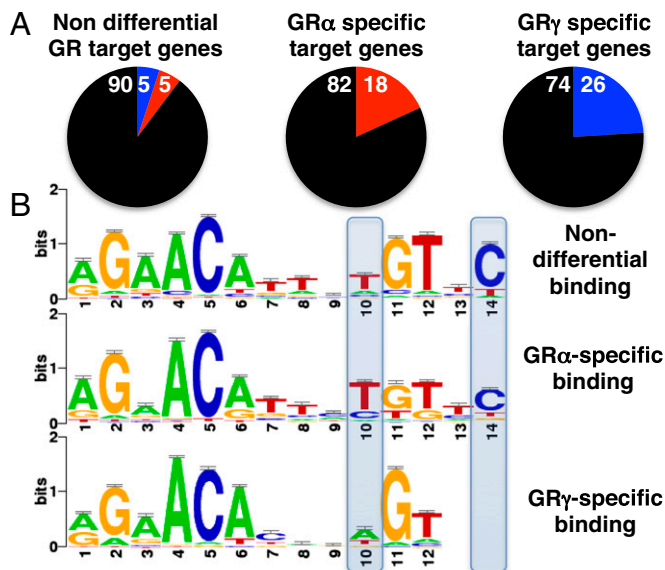 A
Non differential
GR target genes
GRα specific
target genes
GRγ specific
target genes
90 5 5
82 18
74 26
B
2
1
0
bits
A G A A C A T T T G T T C
G T
1 2 3 4 5 6 7 8 9 10 11 12 13 14
Non-
differential
binding
2
1
0
bits
A G A A C A T T C T G T T C
G G C T G
1 2 3 4 5 6 7 8 9 10 11 12 13 14
GRα-specific
binding
2
1
0
bits
A G A A C A C A G T
G T
1 2 3 4 5 6 7 8 9 10 11 12
GRγ-specific
binding